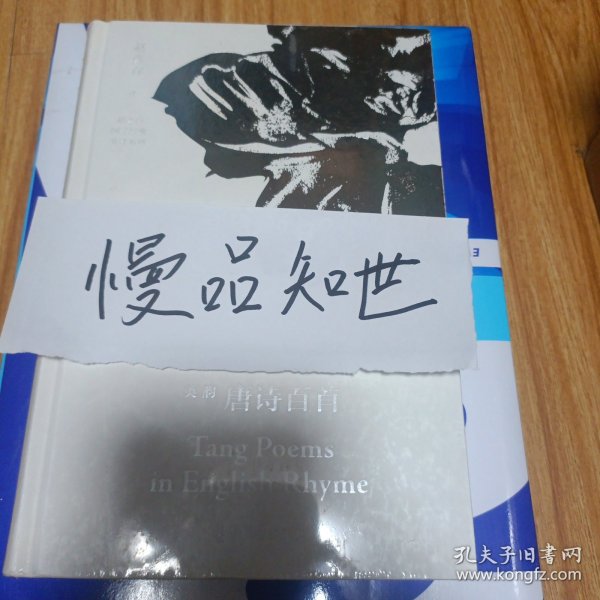 慢品知世
英韵 唐诗百首
Tang Poems
in English Rhyme
孔夫子旧书网
www.kongfz.com